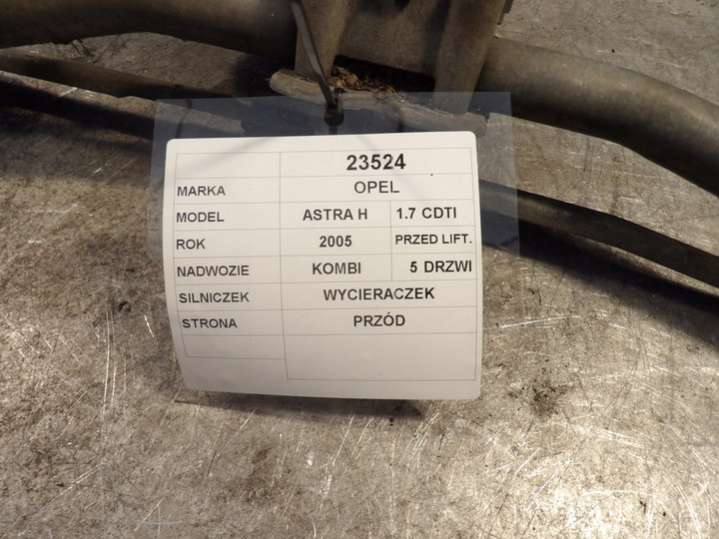 23524
MARKA OPEL
MODEL ASTRA H 1.7 CDTI
ROK 2005 PRZED LIFT.
NADWOZIE KOMBI 5 DRZWI
SILNICZEK WYCIERACZEK
STRONA PRZÓD